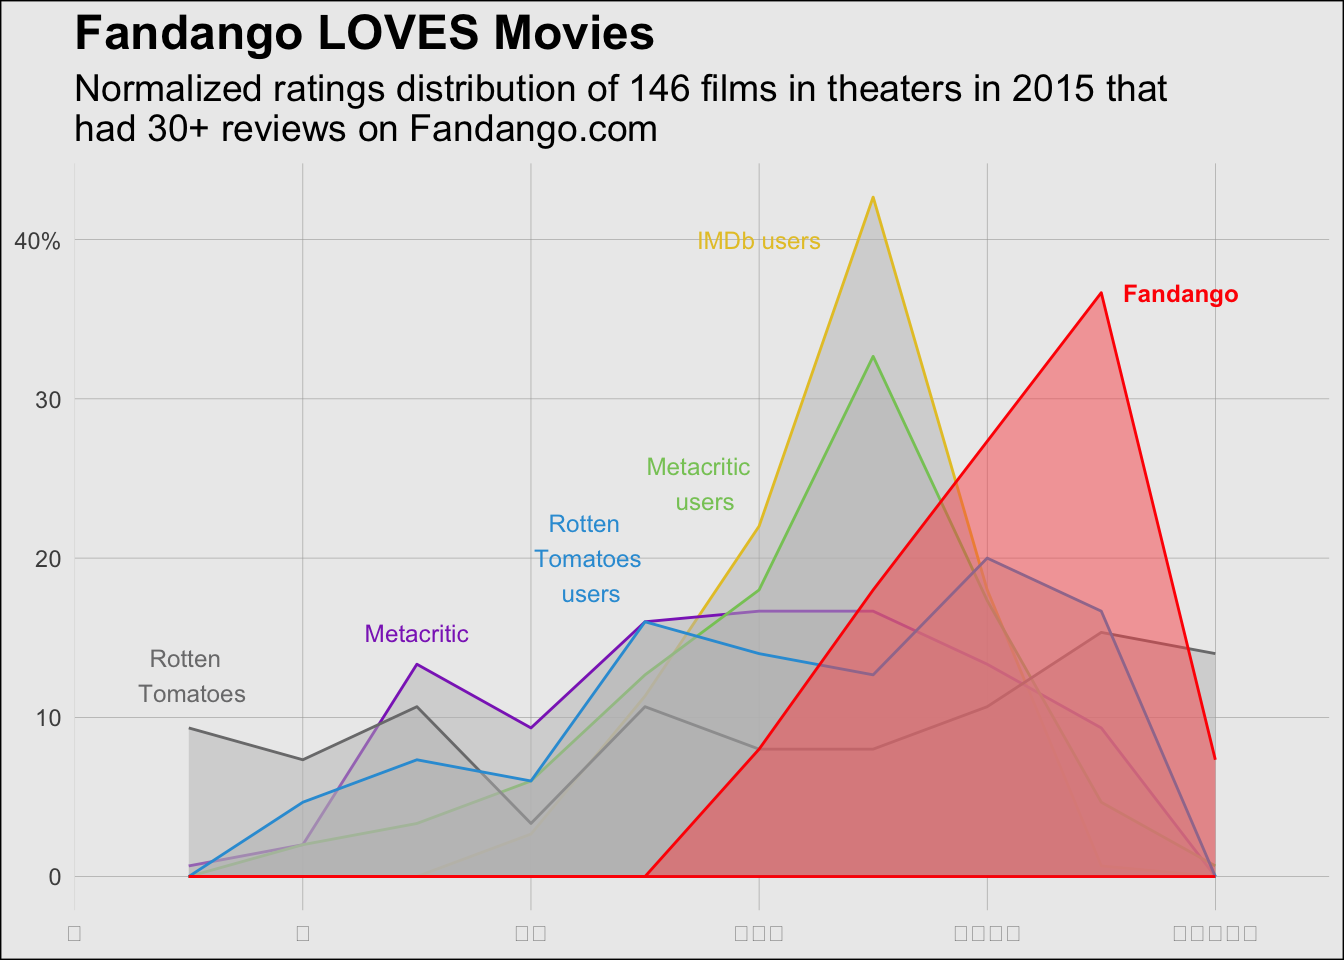 Fandango LOVES Movies
Normalized ratings distribution of 146 films in theaters in 2015 that
had 30+ reviews on Fandango.com
40%
IMDb users
Fandango
30
Metacritic
users
Rotten
Tomatoes
users
20
Metacritic
Rotten
Tomatoes
10
0